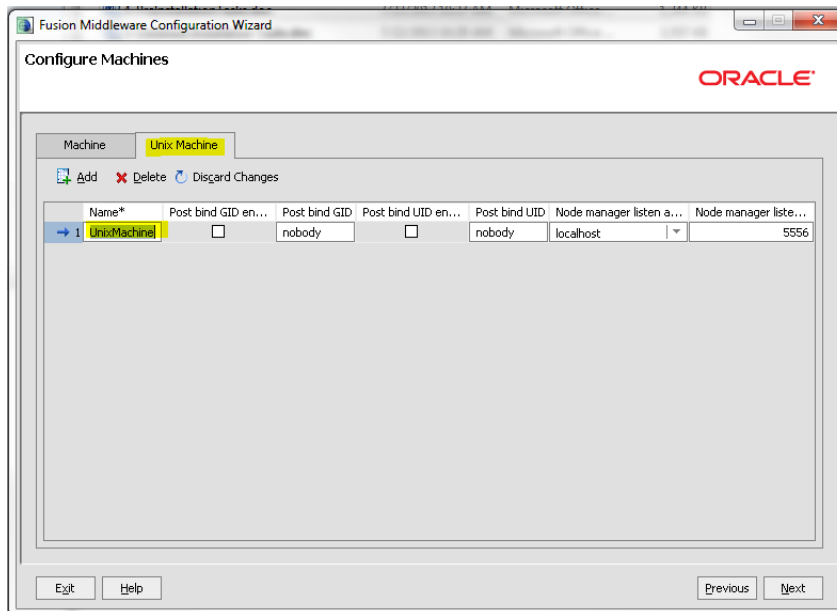 Fusion Middleware Configuration Wizard
Configure Machines
ORACLE
Machine Unix Machine
Add Delete Discard Changes
Name* Post bind GID en... Post bind GID Post bind UID en... Post bind UID Node manager listen a... Node manager liste...
1 UnixMachine nobody nobody localhost 5556
Exit Help Previous Next